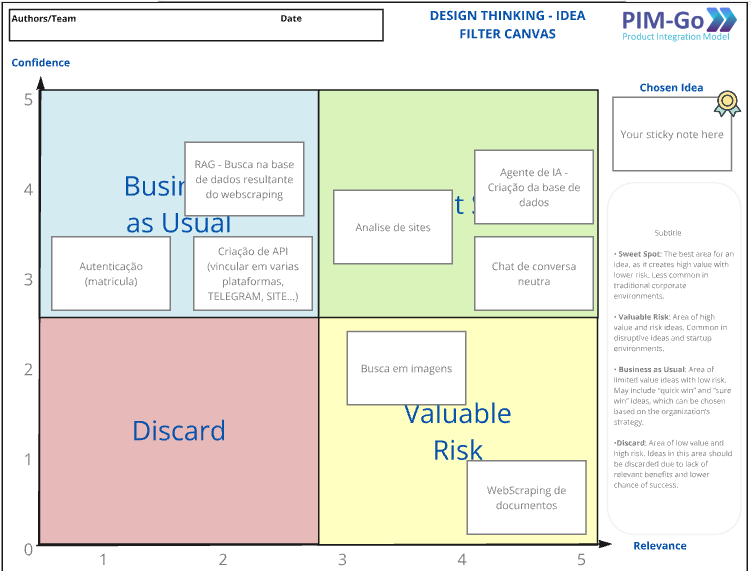 Authors/Team
Date
DESIGN THINKING - IDEA
FILTER CANVAS
PIM-Go
Product Integration Model
Confidence
5
4
3
2
1
0
1
2
3
4
5
Relevance
as Usual
RAG - Busca na base
de dados resultante
do webscraping
Autenticação
(matricula)
Criação de API
(vincular em varias
plataformas,
TELEGRAM, SITE...)
Analise de sites
Agente de IA -
Criação da base de
dados
Chat de conversa
neutra
Discard
Busca em imagens
Valuable
Risk
WebScraping de
documentos
Chosen Idea
Your sticky note here
Subtitle
• Sweet Spot: The best area for an
idea, as it creates high value with
lower risk. Less common in
traditional corporate
environments.
• Valuable Risk: Area of high
value and risk ideas. Common in
disruptive ideas and startup
environments.
• Business as Usual: Area of
limited value ideas with low risk.
May include "quick win" and "sure
win" ideas, which can be chosen
based on the organization's
strategy.
•Discard: Area of low value and
high risk. Ideas in this area should
be discarded due to lack of
relevant benefits and lower
chance of success.